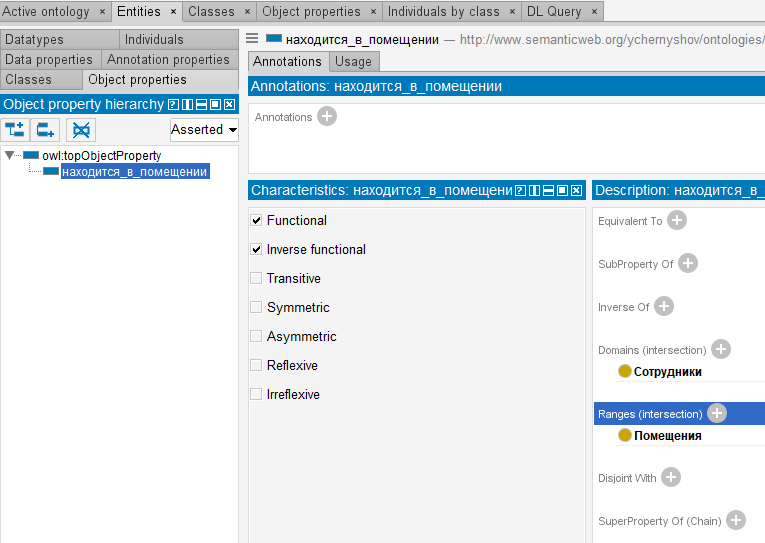 Active ontology × Entities × Classes × Object properties × Individuals by class × DL Query ×
Datatypes Individuals
Data properties Annotation properties
Classes Object properties
Object property hierarchy
Asserted
owl:topObjectProperty
находится_в_помещении
находится_в_помещении — http://www.semanticweb.org/ychernyshov/ontologies/
Annotations Usage
Annotations: находится_в_помещении
Annotations
Characteristics: находится_в_помещени
Functional
Inverse functional
Transitive
Symmetric
Asymmetric
Reflexive
Irreflexive
Description: находится_в_
Equivalent To
SubProperty Of
Inverse Of
Domains (intersection)
Сотрудники
Ranges (intersection)
Помещения
Disjoint With
SuperProperty Of (Chain)